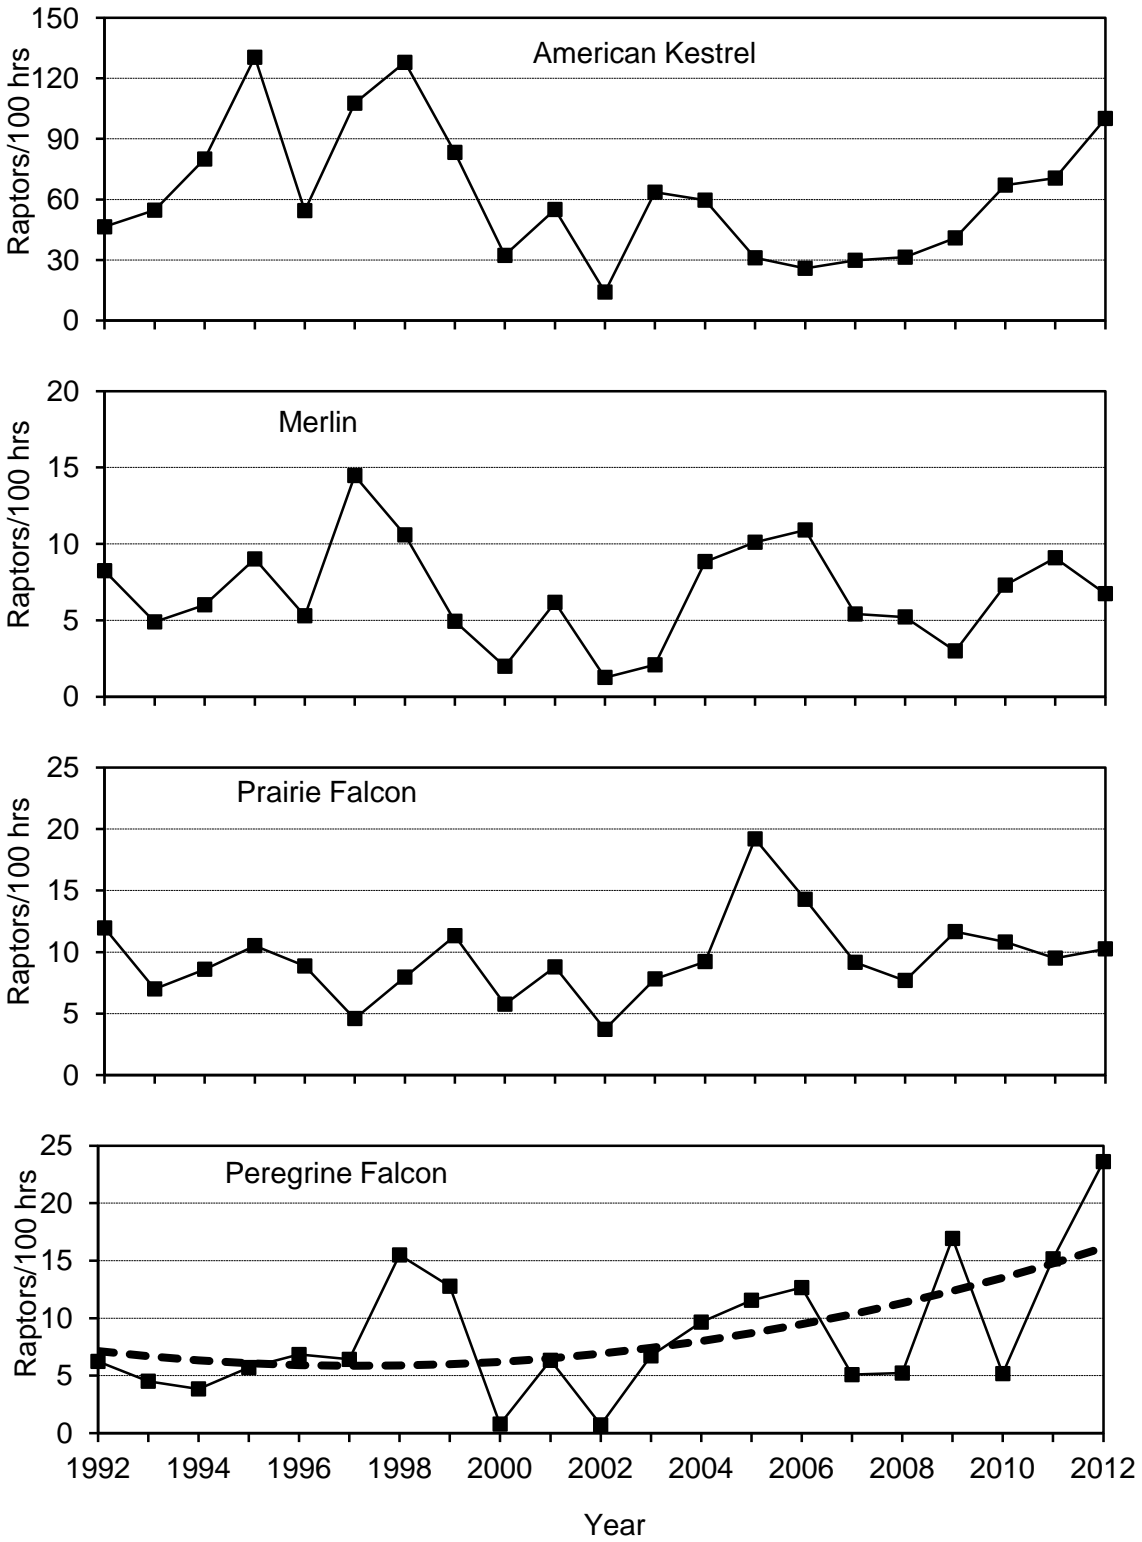 150
120
90
60
30
0
Raptors/100 hrs
American Kestrel
20
15
10
5
0
Raptors/100 hrs
Merlin
25
20
15
10
5
0
Raptors/100 hrs
Prairie Falcon
25
20
15
10
5
0
Raptors/100 hrs
Peregrine Falcon
1992 1994 1996 1998 2000 2002 2004 2006 2008 2010 2012
Year